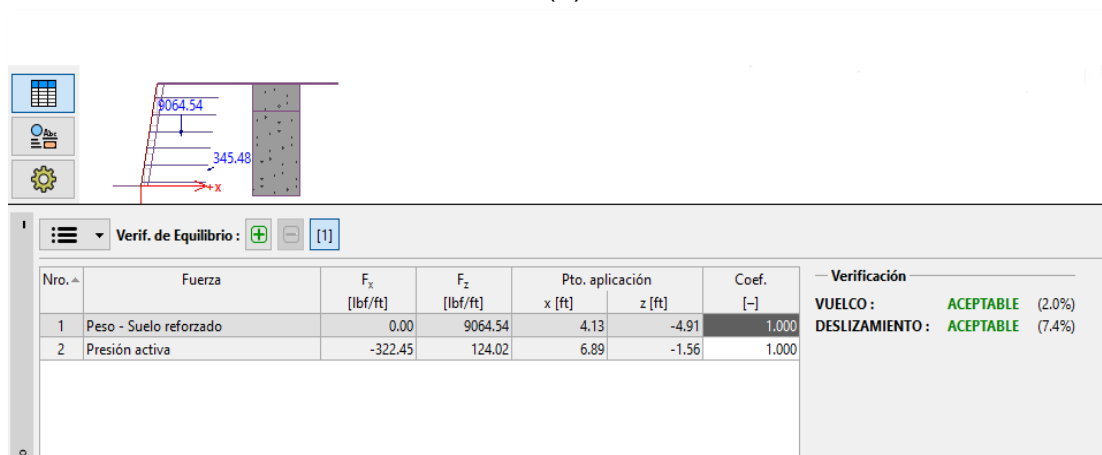 9064.54
345.48
+x
Abc
Verif. de Equilibrio : [1]
Nro. Fuerza Fx Fz Pto. aplicación Coef.
[lbf/ft] [lbf/ft] x [ft] z [ft] [–]
1 Peso - Suelo reforzado 0.00 9064.54 4.13 -4.91 1.000
2 Presión activa -322.45 124.02 6.89 -1.56 1.000
Verificación
VUELCO : ACEPTABLE (2.0%)
DESLIZAMIENTO : ACEPTABLE (7.4%)